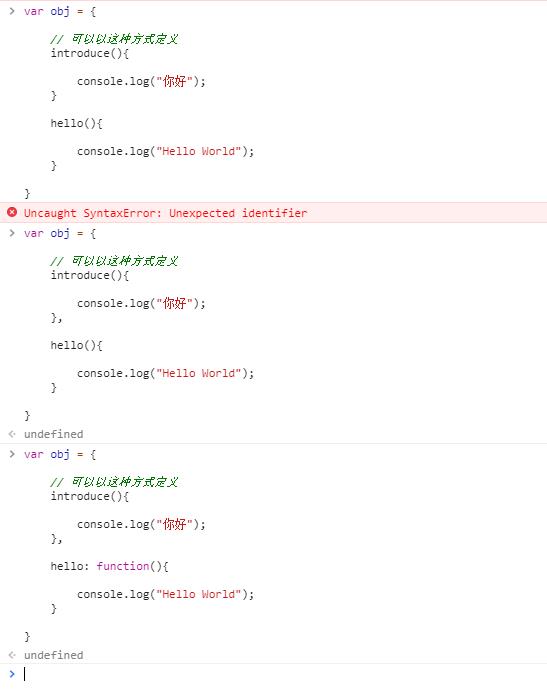 > var obj = {
// 可以以这种方式定义
introduce(){
console.log("你好");
}
hello(){
console.log("Hello World");
}
}
Uncaught SyntaxError: Unexpected identifier
> var obj = {
// 可以以这种方式定义
introduce(){
console.log("你好");
},
hello(){
console.log("Hello World");
}
}
undefined
> var obj = {
// 可以以这种方式定义
introduce(){
console.log("你好");
},
hello: function(){
console.log("Hello World");
}
}
undefined
>